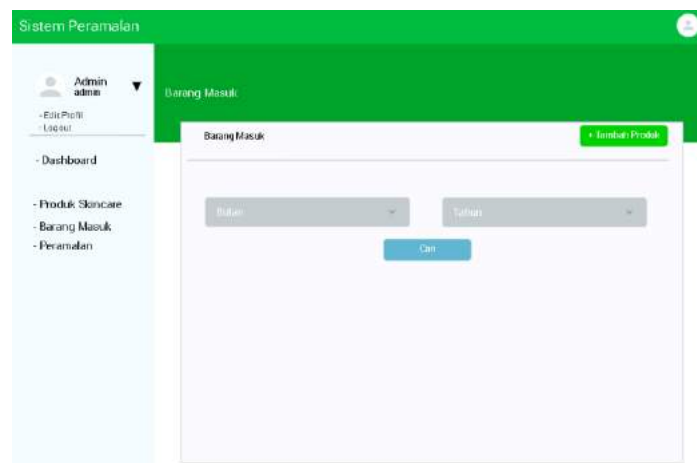 Sistem Peramalan
Admin
admin
▼
- Edit Profil
- Logout
- Dashboard
- Produk Skincare
- Barang Masuk
- Peramalan
Barang Masuk
Barang Masuk
+ Tambah Produk
Bulan
Tahun
Cari